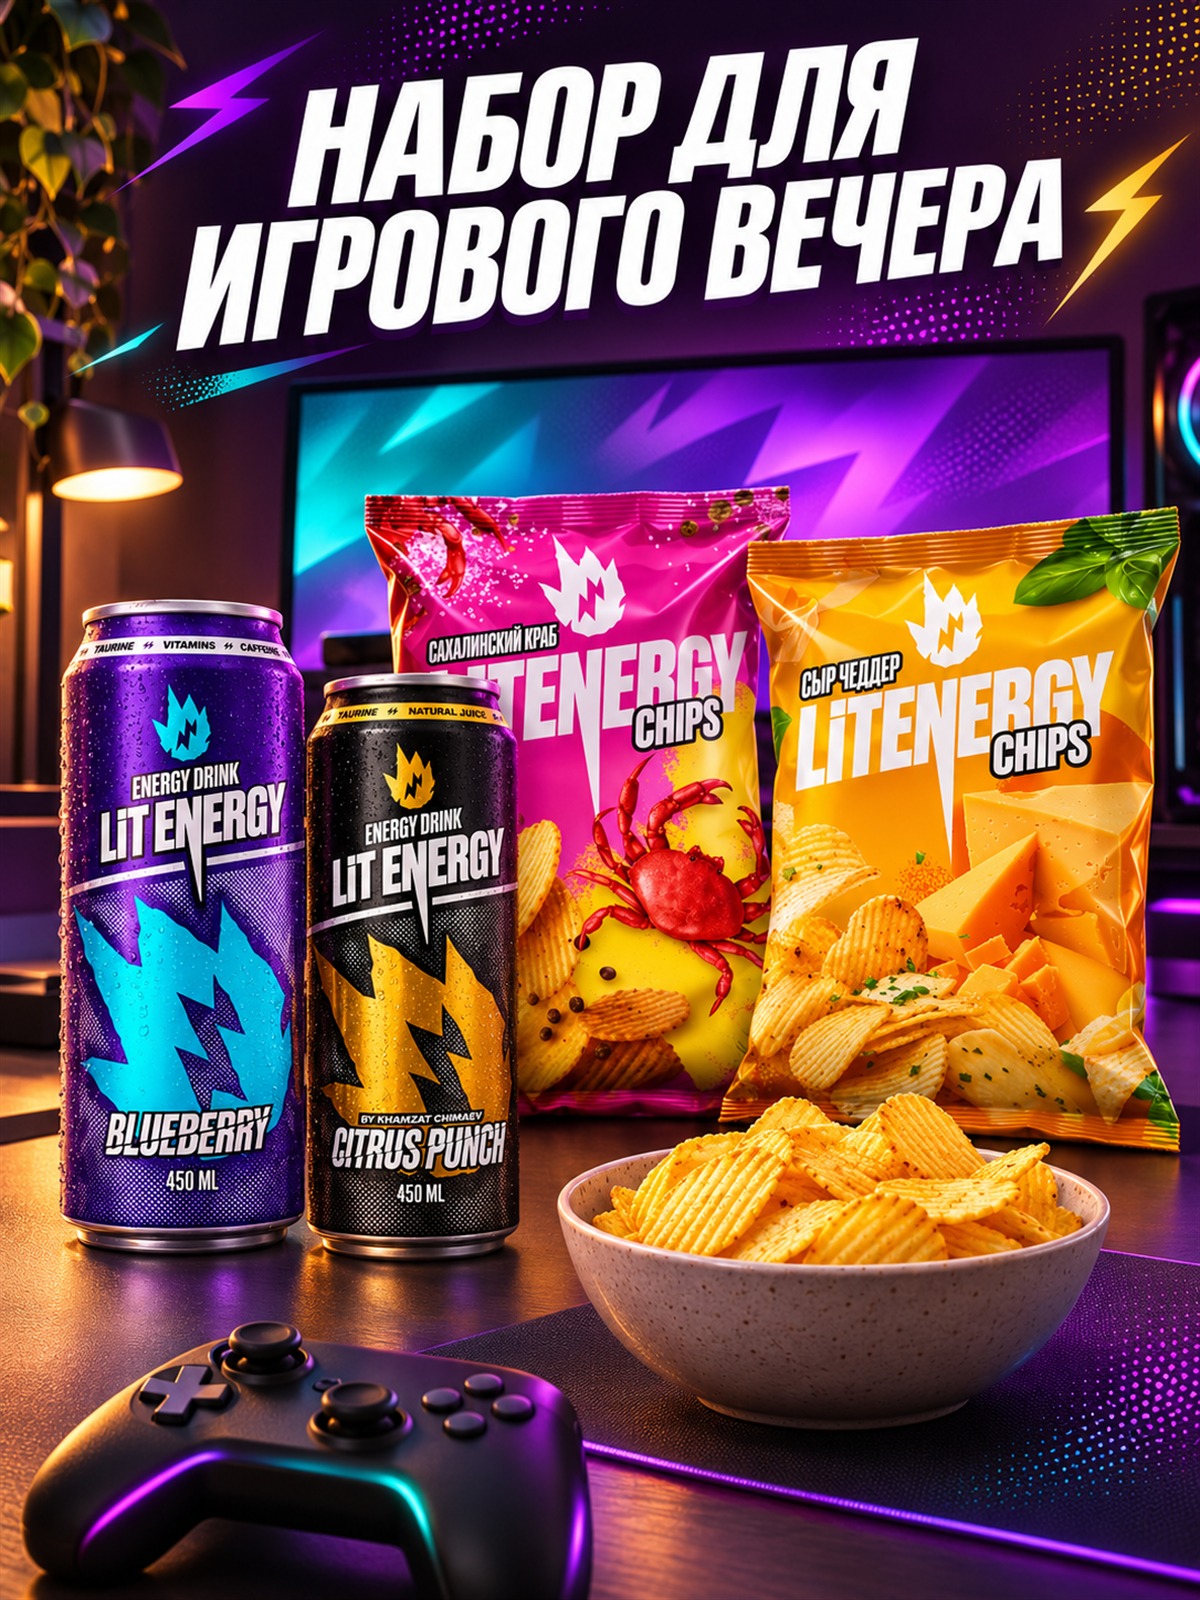 НАБОР ДЛЯ
ИГРОВОГО ВЕЧЕРА
TAURINE VITAMINS CAFFEINE
ENERGY DRINK
LiT ENERGY
BLUEBERRY
450 ML
TAURINE NATURAL JUICE
ENERGY DRINK
LiT ENERGY
BY KHAMZAT CHIMAEV
CITRUS PUNCH
450 ML
САХАЛИНСКИЙ КРАБ
LiTENERGY
CHIPS
СЫР ЧЕДДЕР
LiTENERGY
CHIPS